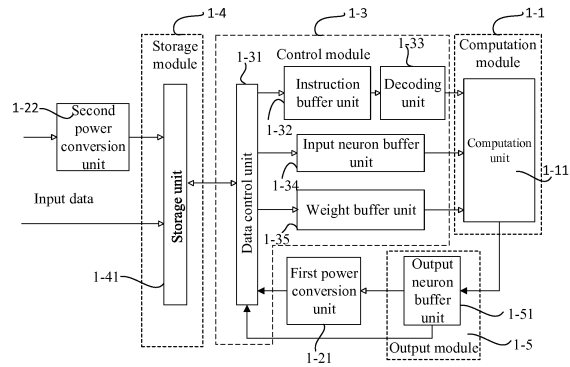 1-4
1-3
1-1
Storage
module
1-31
Control module
1-33
Computation
module
1-22
Second
power
conversion
unit
Instruction
buffer unit
Decoding
unit
1-32
Input neuron buffer
unit
Computation
unit
1-11
1-34
Input data
Storage unit
Data control unit
Weight buffer unit
1-35
1-41
First power
conversion
unit
Output
neuron
buffer
unit
1-51
1-21
Output module
1-5